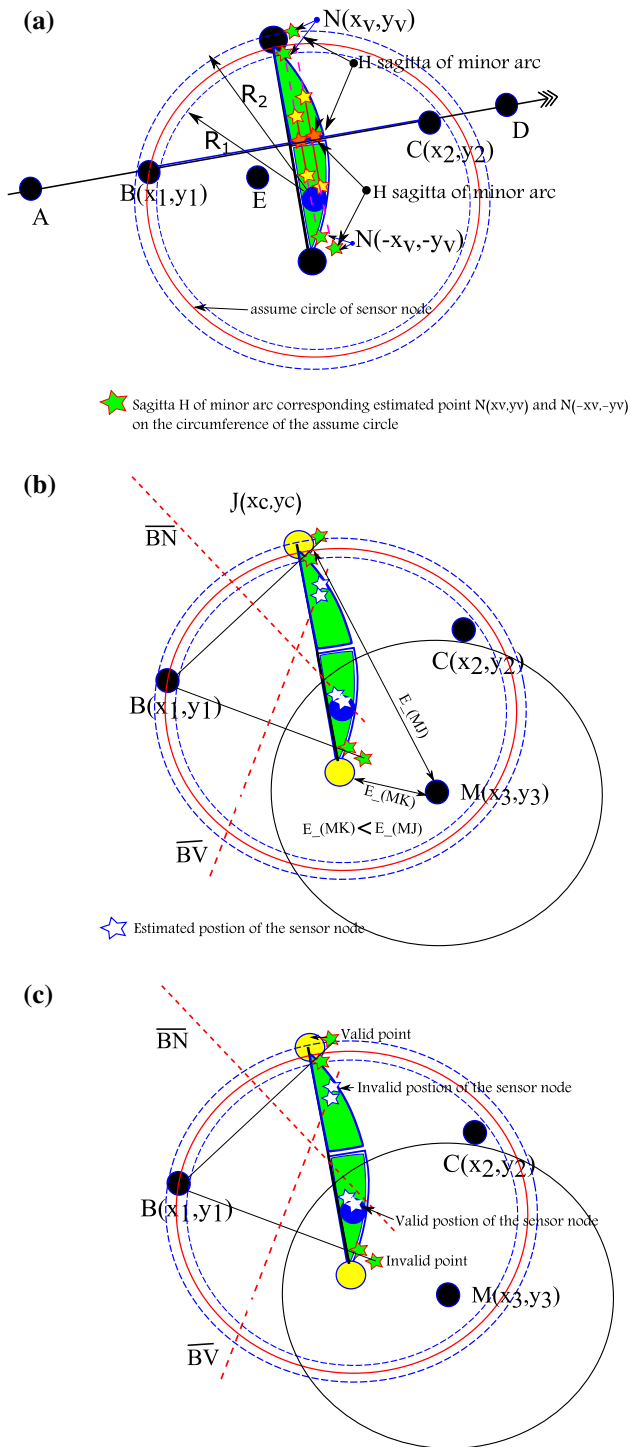 (a)
N(xv,yv)
H sagitta of minor arc
R2
R1
D
C(x2,y2)
B(x1,y1)
E
A
H sagitta of minor arc
N(-xv,-yv)
assume circle of sensor node
Sagitta H of minor arc corresponding estimated point N(xv,yv) and N(-xv,-yv)
on the circumference of the assume circle
(b)
J(xc,yc)
BN
C(x2,y2)
B(x1,y1)
E_(MJ)
E_(MK)
M(x3,y3)
E_(MK)<E_(MJ)
BV
Estimated postion of the sensor node
(c)
BN
Valid point
Invalid postion of the sensor node
C(x2,y2)
B(x1,y1)
Valid postion of the sensor node
Invalid point
M(x3,y3)
BV